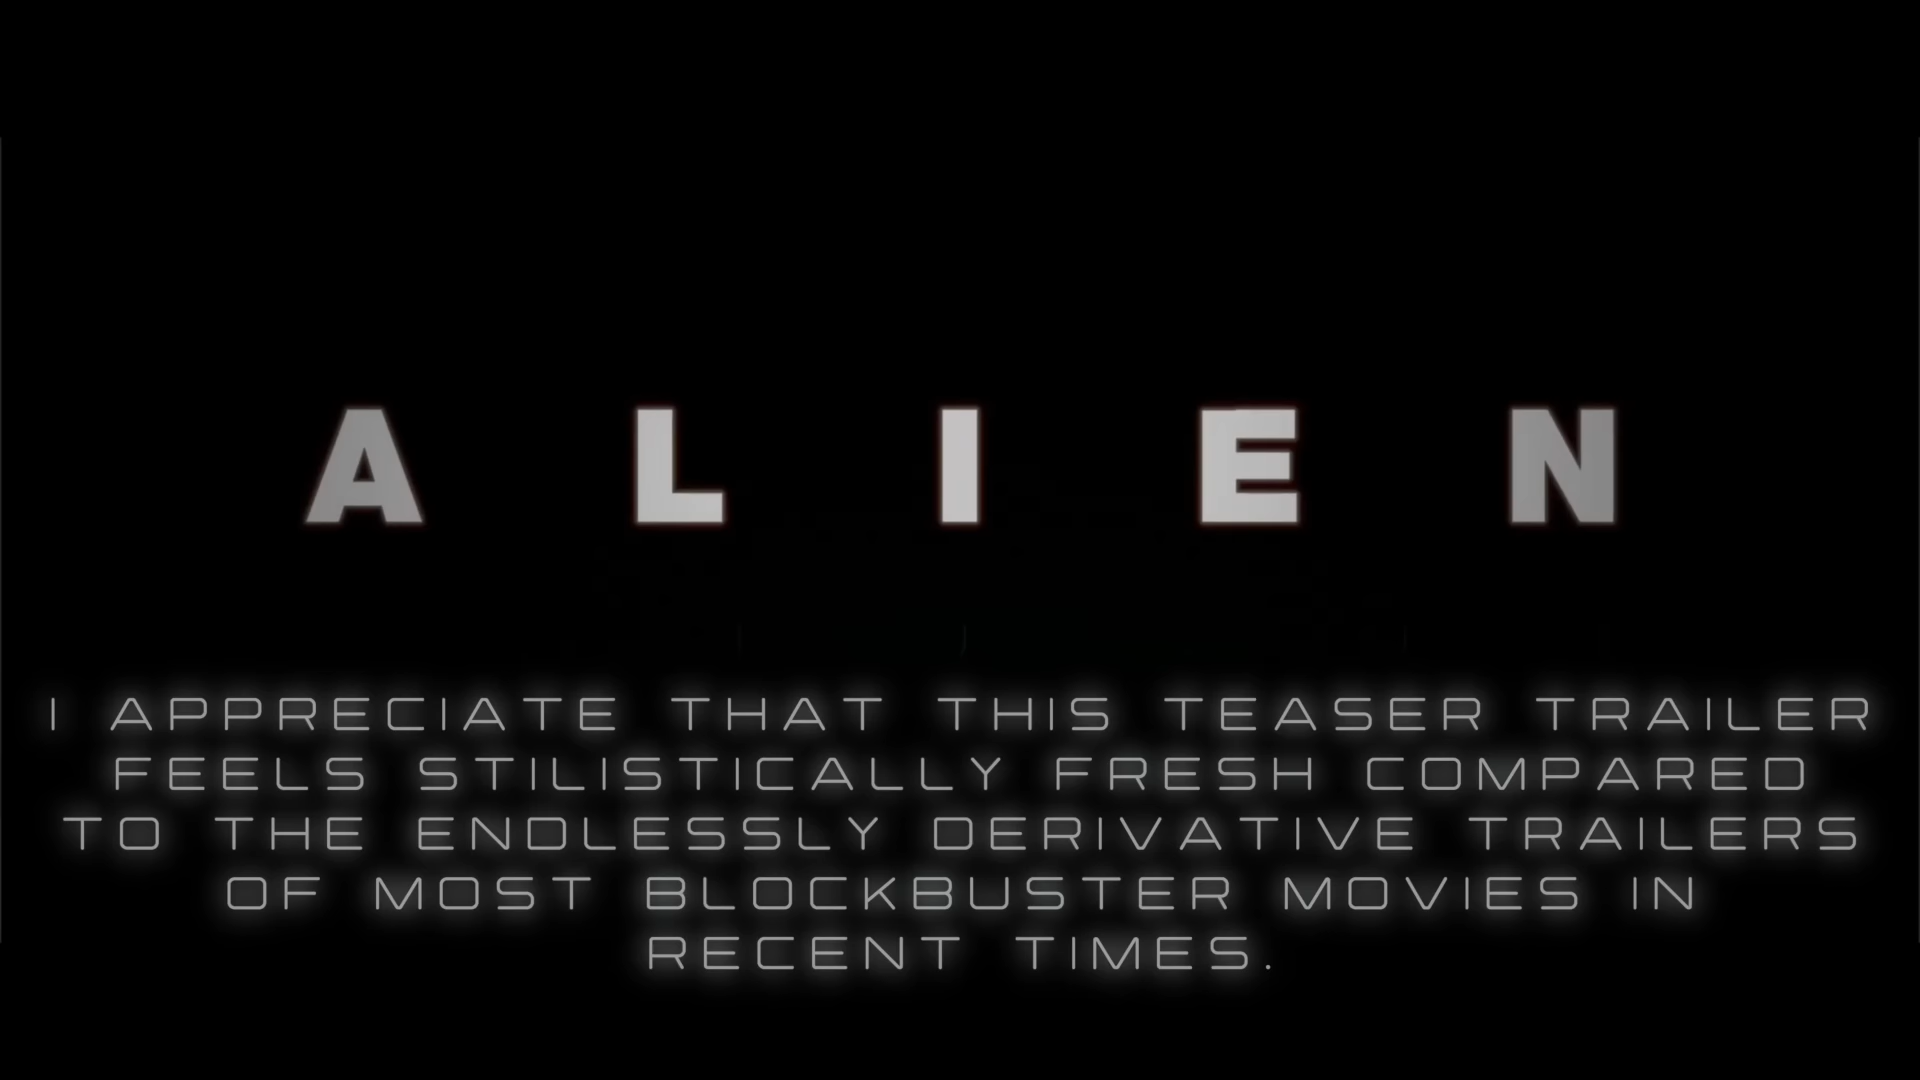 A L I E N
I APPRECIATE THAT THIS TEASER TRAILER
FEELS STILISTICALLY FRESH COMPARED
TO THE ENDLESSLY DERIVATIVE TRAILERS
OF MOST BLOCKBUSTER MOVIES IN
RECENT TIMES.